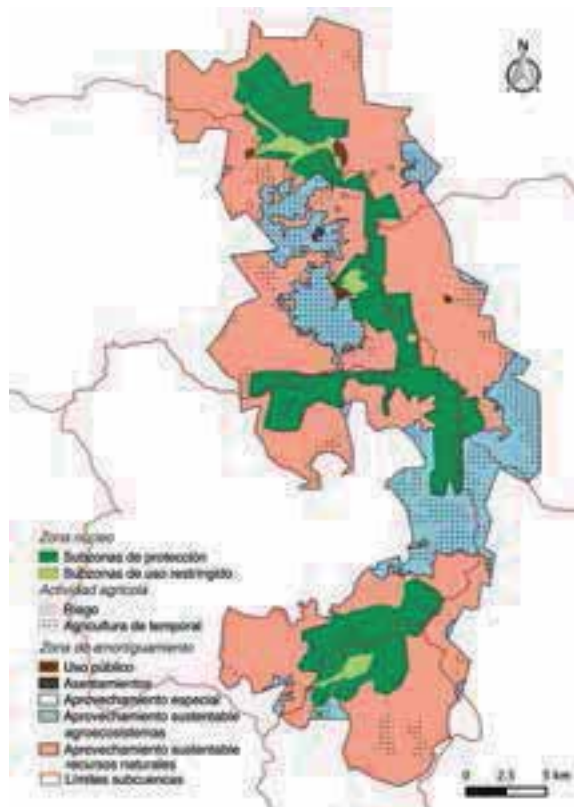 N
Zona núcleo
Subzonas de protección
Subzonas de uso restringido
Actividad agrícola
Riego
Agricultura de temporal
Zona de amortiguamiento
Uso público
Asentamientos
Aprovechamiento especial
Aprovechamiento sustentable
agroecosistemas
Aprovechamiento sustentable
recursos naturales
Límites subcuencas
0 2.5 5 km